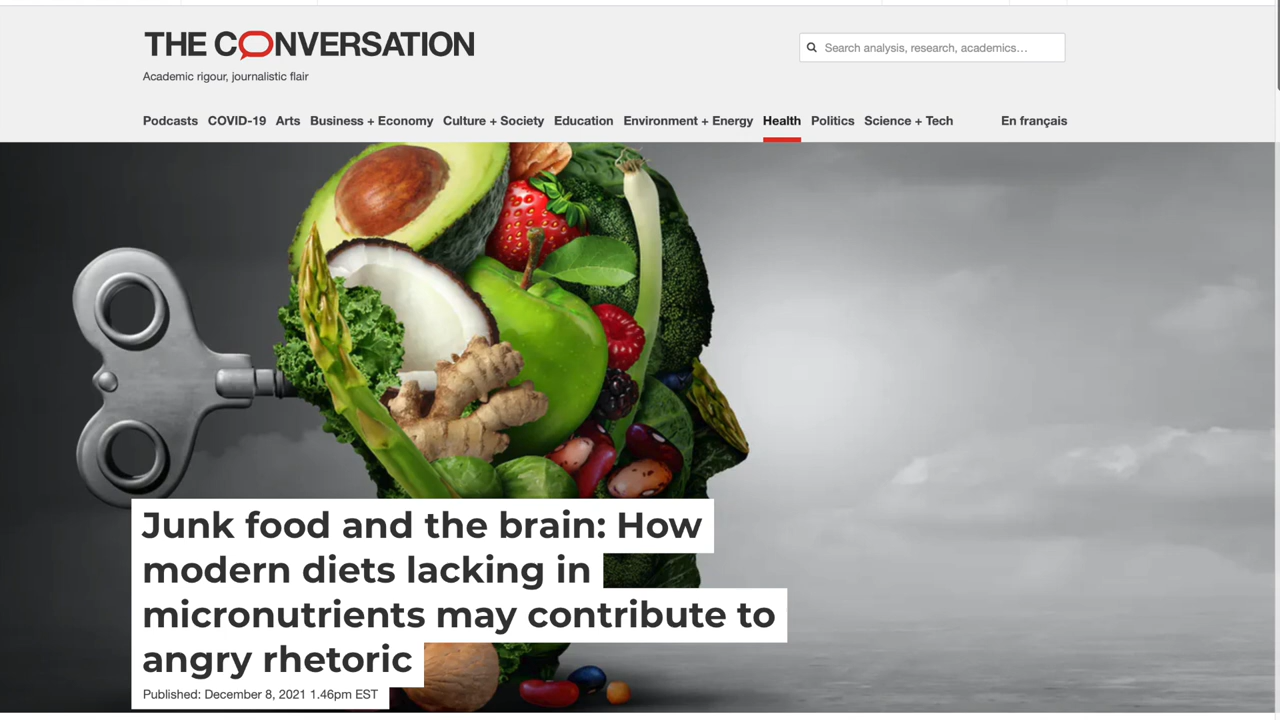 THE CONVERSATION
Search analysis, research, academics...
Academic rigour, journalistic flair
Podcasts COVID-19 Arts Business + Economy Culture + Society Education Environment + Energy Health Politics Science + Tech En français
Junk food and the brain: How
modern diets lacking in
micronutrients may contribute to
angry rhetoric
Published: December 8, 2021 1.46pm EST